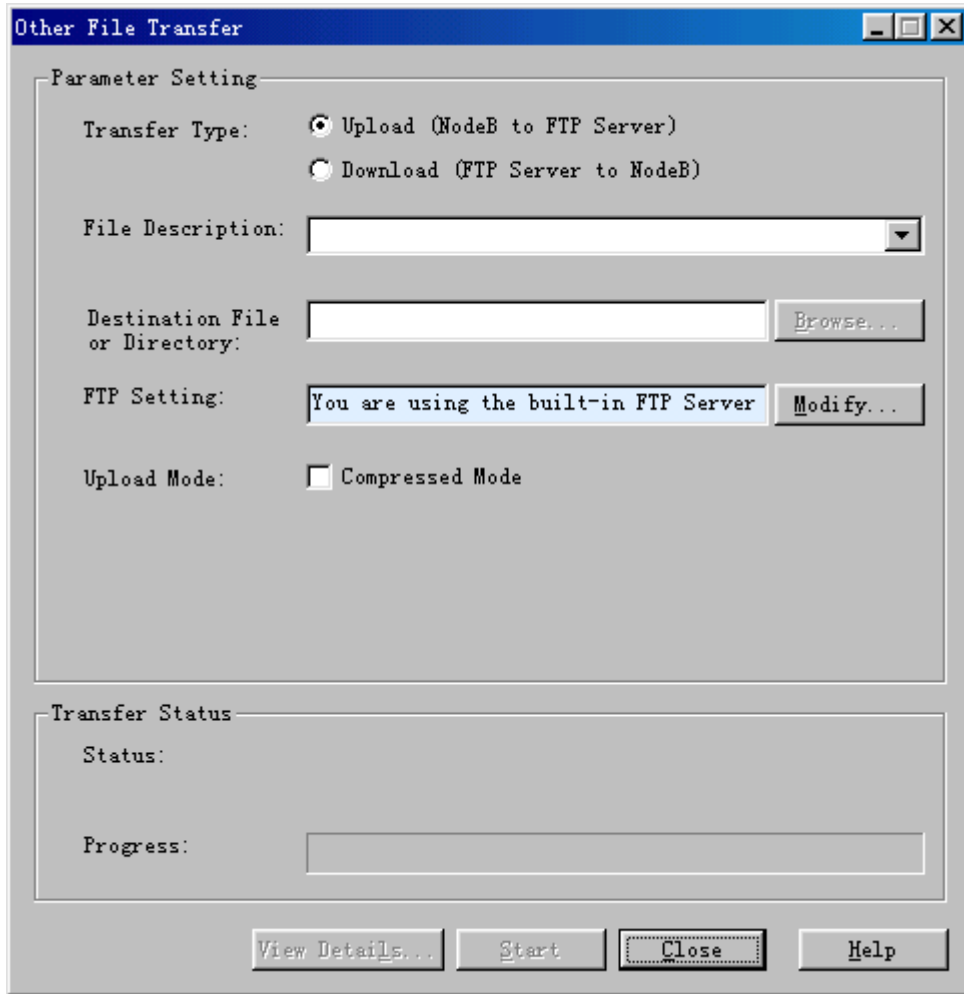 Other File Transfer
Parameter Setting
Transfer Type:
Upload (NodeB to FTP Server)
Download (FTP Server to NodeB)
File Description:
Destination File
or Directory:
Browse...
FTP Setting:
You are using the built-in FTP Server
Modify...
Upload Mode:
Compressed Mode
Transfer Status
Status:
Progress:
View Details...
Start
Close
Help